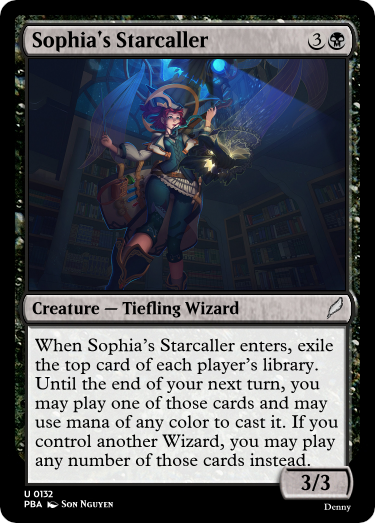 Sophia's Starcaller 3
Creature — Tiefling Wizard
When Sophia's Starcaller enters, exile
the top card of each player's library.
Until the end of your next turn, you
may play one of those cards and may
use mana of any color to cast it. If you
control another Wizard, you may play
any number of those cards instead.
3/3
U 0132
PBA Son Nguyen
Denny